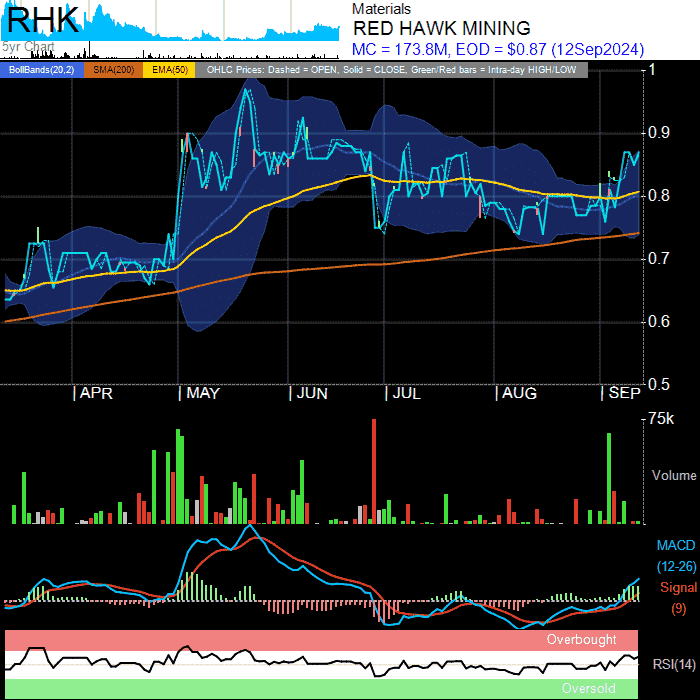 RHK
5yr Chart
Materials
RED HAWK MINING
MC = 173.8M, EOD = $0.87 (12Sep2024)
BollBands(20,2) SMA(200) EMA(50) OHLC Prices: Dashed = OPEN, Solid = CLOSE, Green/Red bars = Intra-day HIGH/LOW
1
0.9
0.8
0.7
0.6
0.5
APR MAY JUN JUL AUG SEP
75k
Volume
MACD
(12-26)
Signal
(9)
Overbought
RSI(14)
Oversold